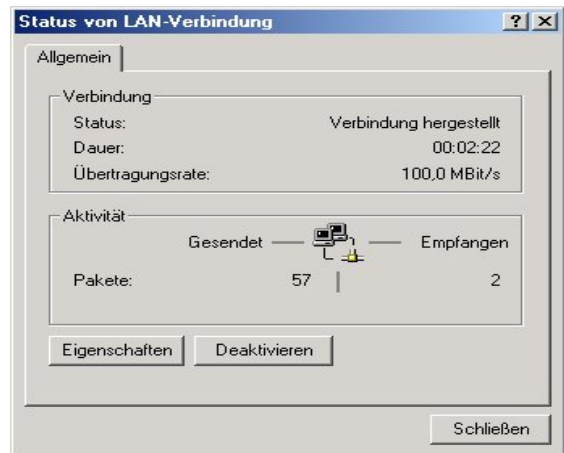 Status von LAN-Verbindung
Allgemein
Verbindung
Status: Verbindung hergestellt
Dauer: 00:02:22
Übertragungsrate: 100,0 MBit/s
Aktivität
Gesendet Empfangen
Pakete: 57 2
Eigenschaften Deaktivieren
Schließen